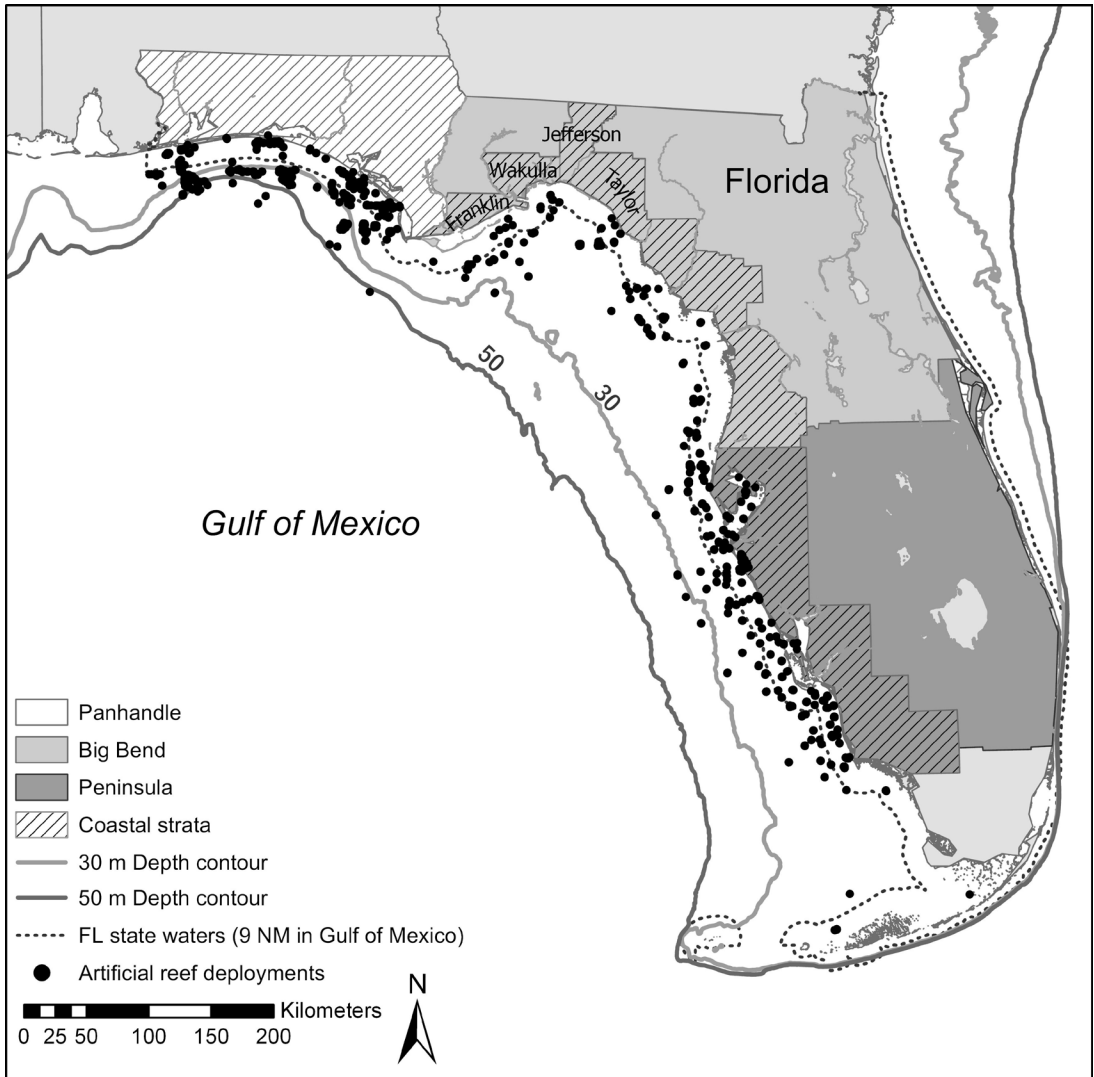 Jefferson
Wakulla
Franklin
Taylor
Florida
50
30
Gulf of Mexico
Panhandle
Big Bend
Peninsula
Coastal strata
30 m Depth contour
50 m Depth contour
FL state waters (9 NM in Gulf of Mexico)
Artificial reef deployments
N
Kilometers
0 25 50 100 150 200